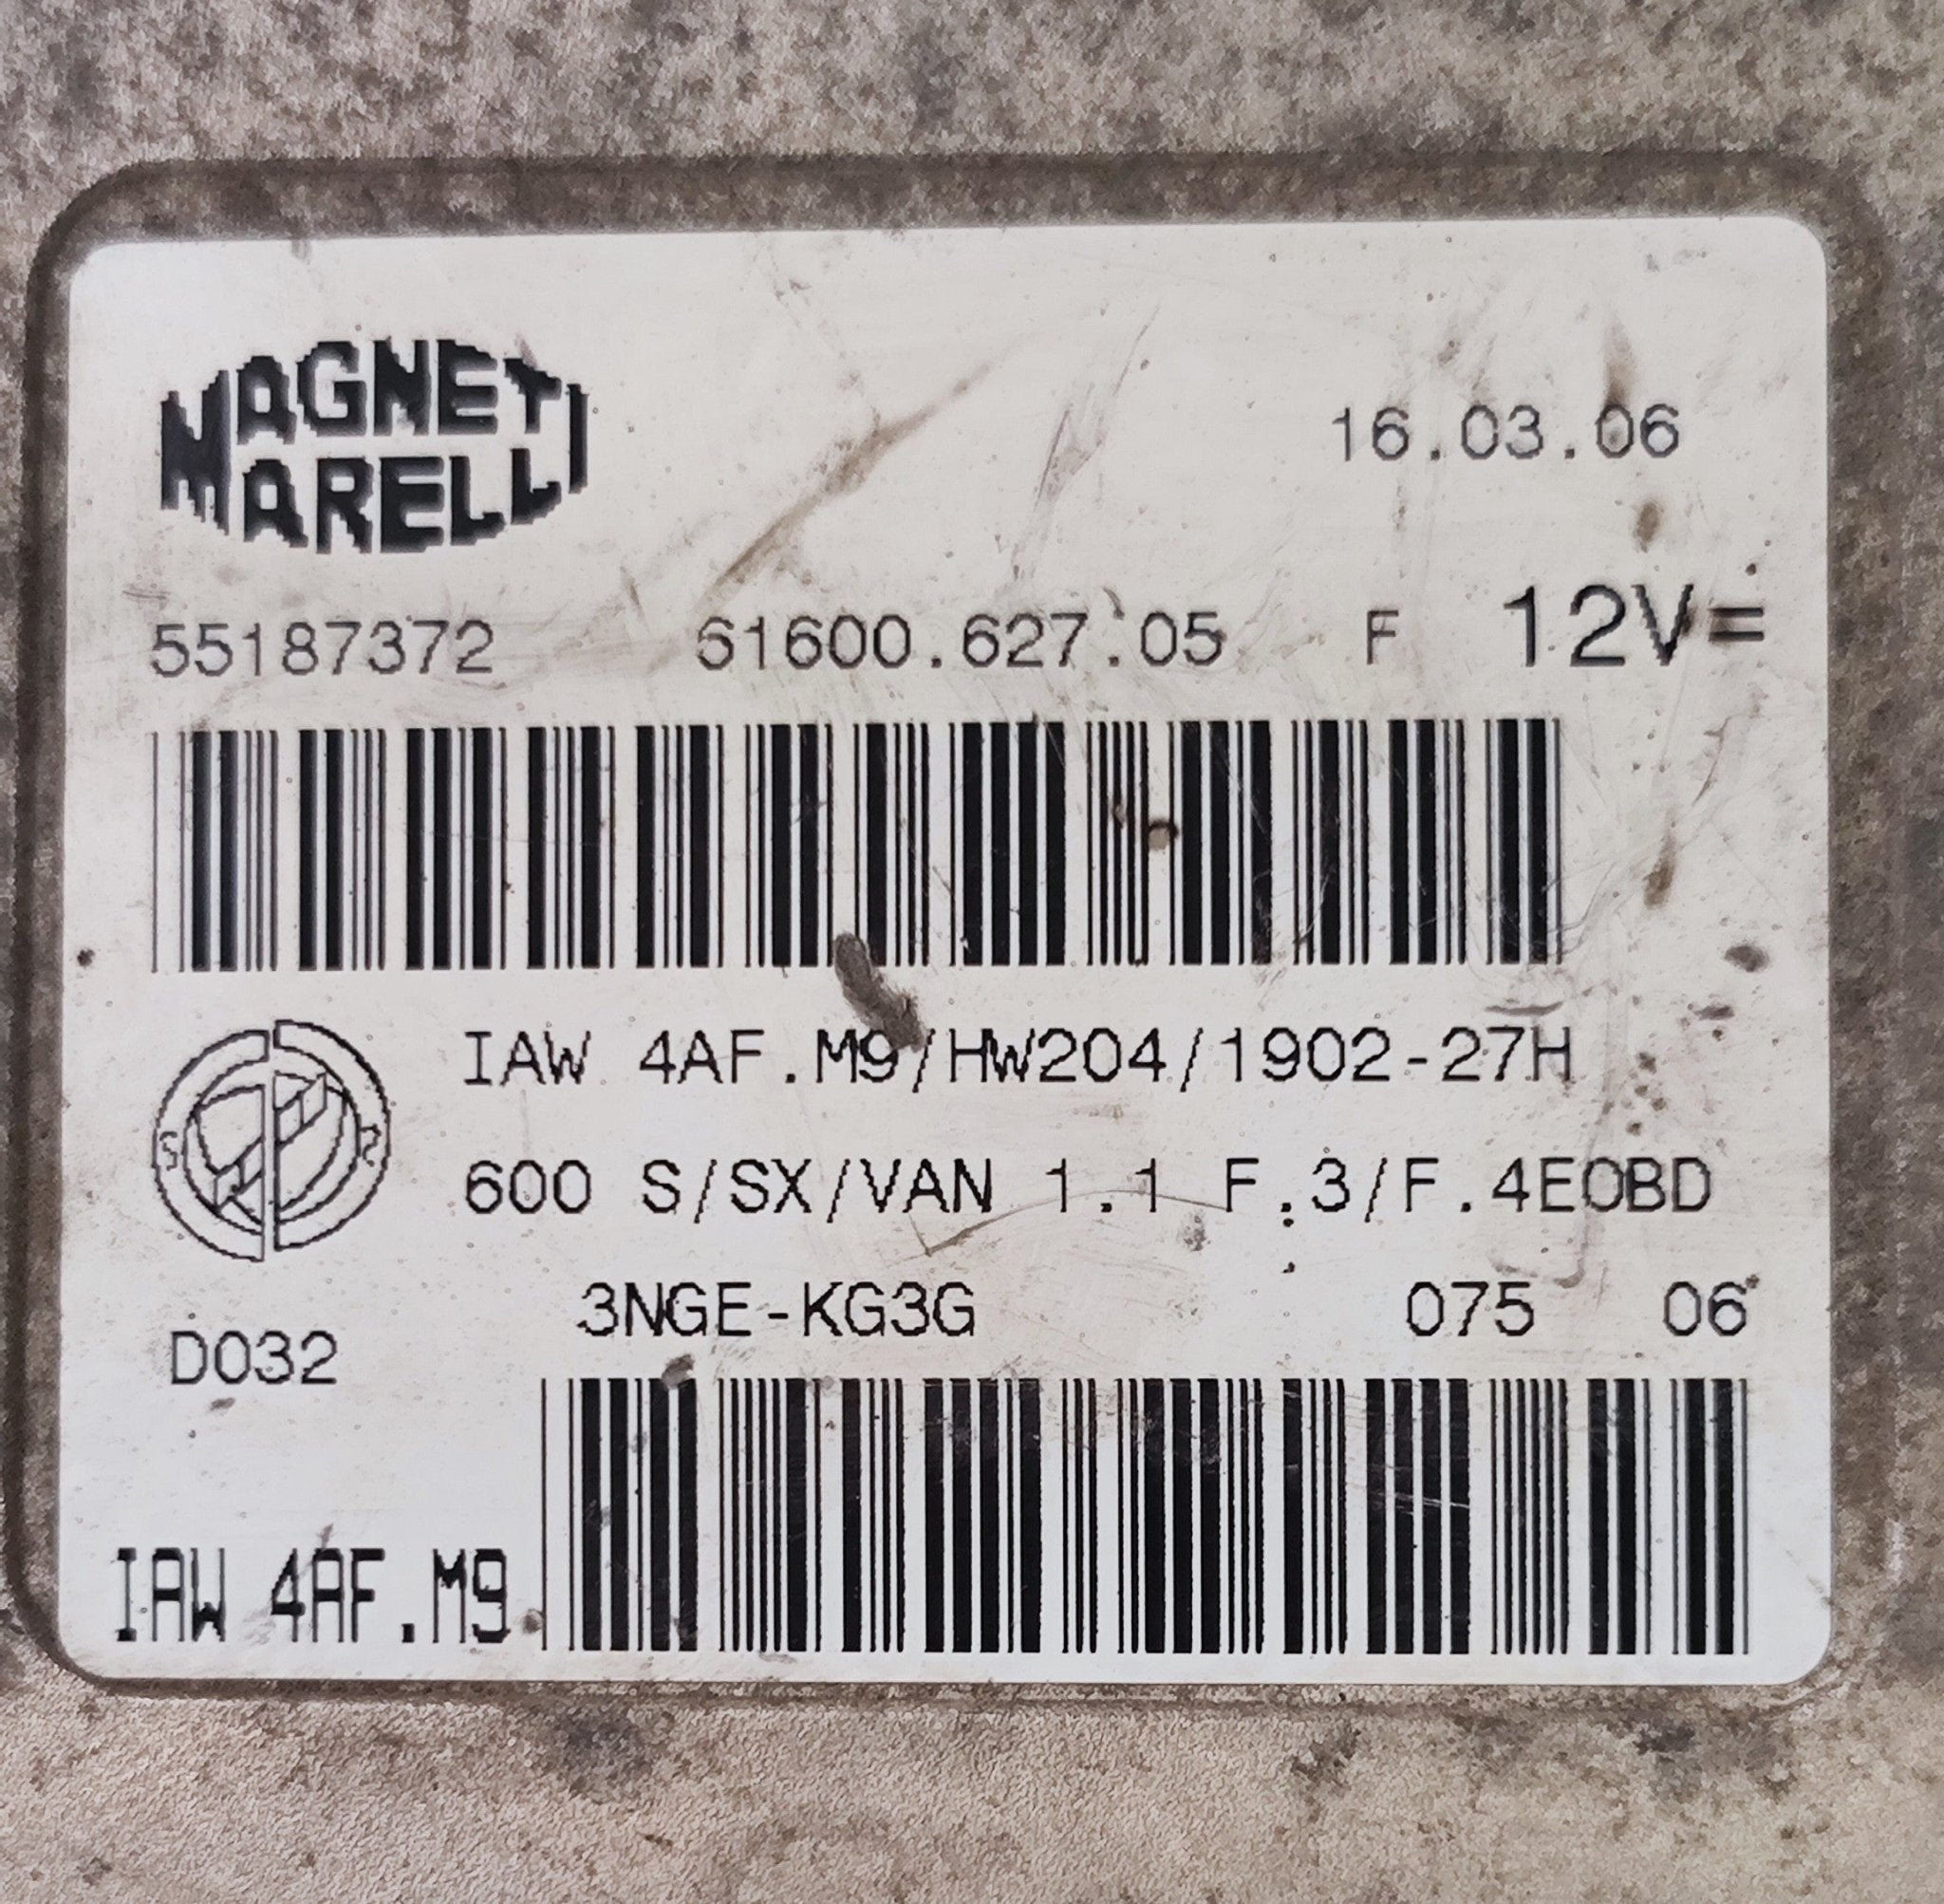 MAGNETI
MARELLI
16.03.06
55187372 61600.627.05 F 12V=
IAW 4AF.M9/HW204/1902-27H
S R
600 S/SX/VAN 1.1 F.3/F.4EOBD
3NGE-KG3G 075 06
D032
IAW 4AF.M9